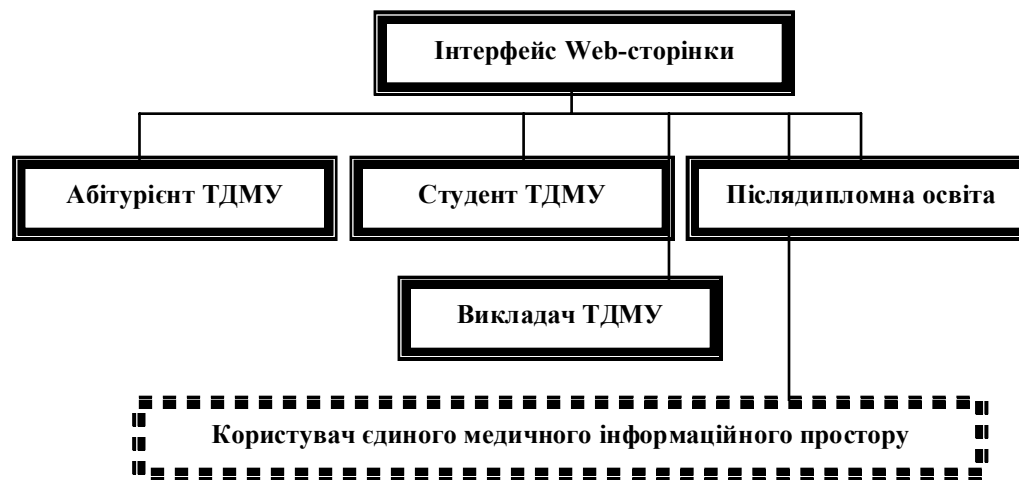 Інтерфейс Web-сторінки
Абітурієнт ТДМУ
Студент ТДМУ
Післядипломна освіта
Викладач ТДМУ
Користувач єдиного медичного інформаційного простору